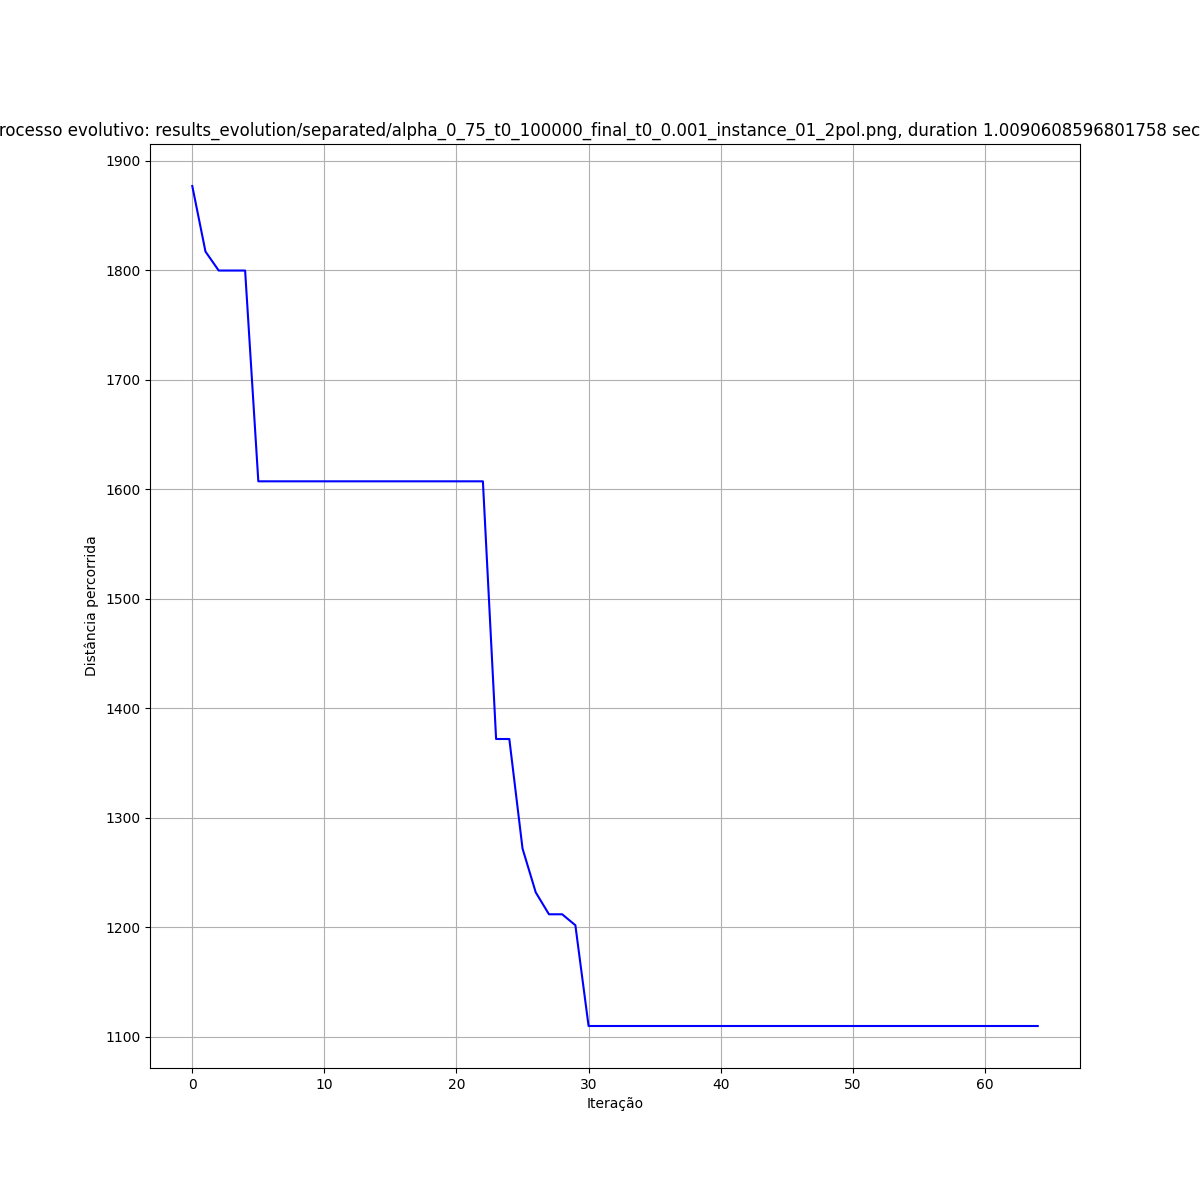 rocesso evolutivo: results_evolution/separated/alpha_0_75_t0_100000_final_t0_0.001_instance_01_2pol.png, duration 1.0090608596801758 sec
1900
1800
1700
1600
1500
1400
1300
1200
1100
Distância percorrida
0 10 20 30 40 50 60
Iteração